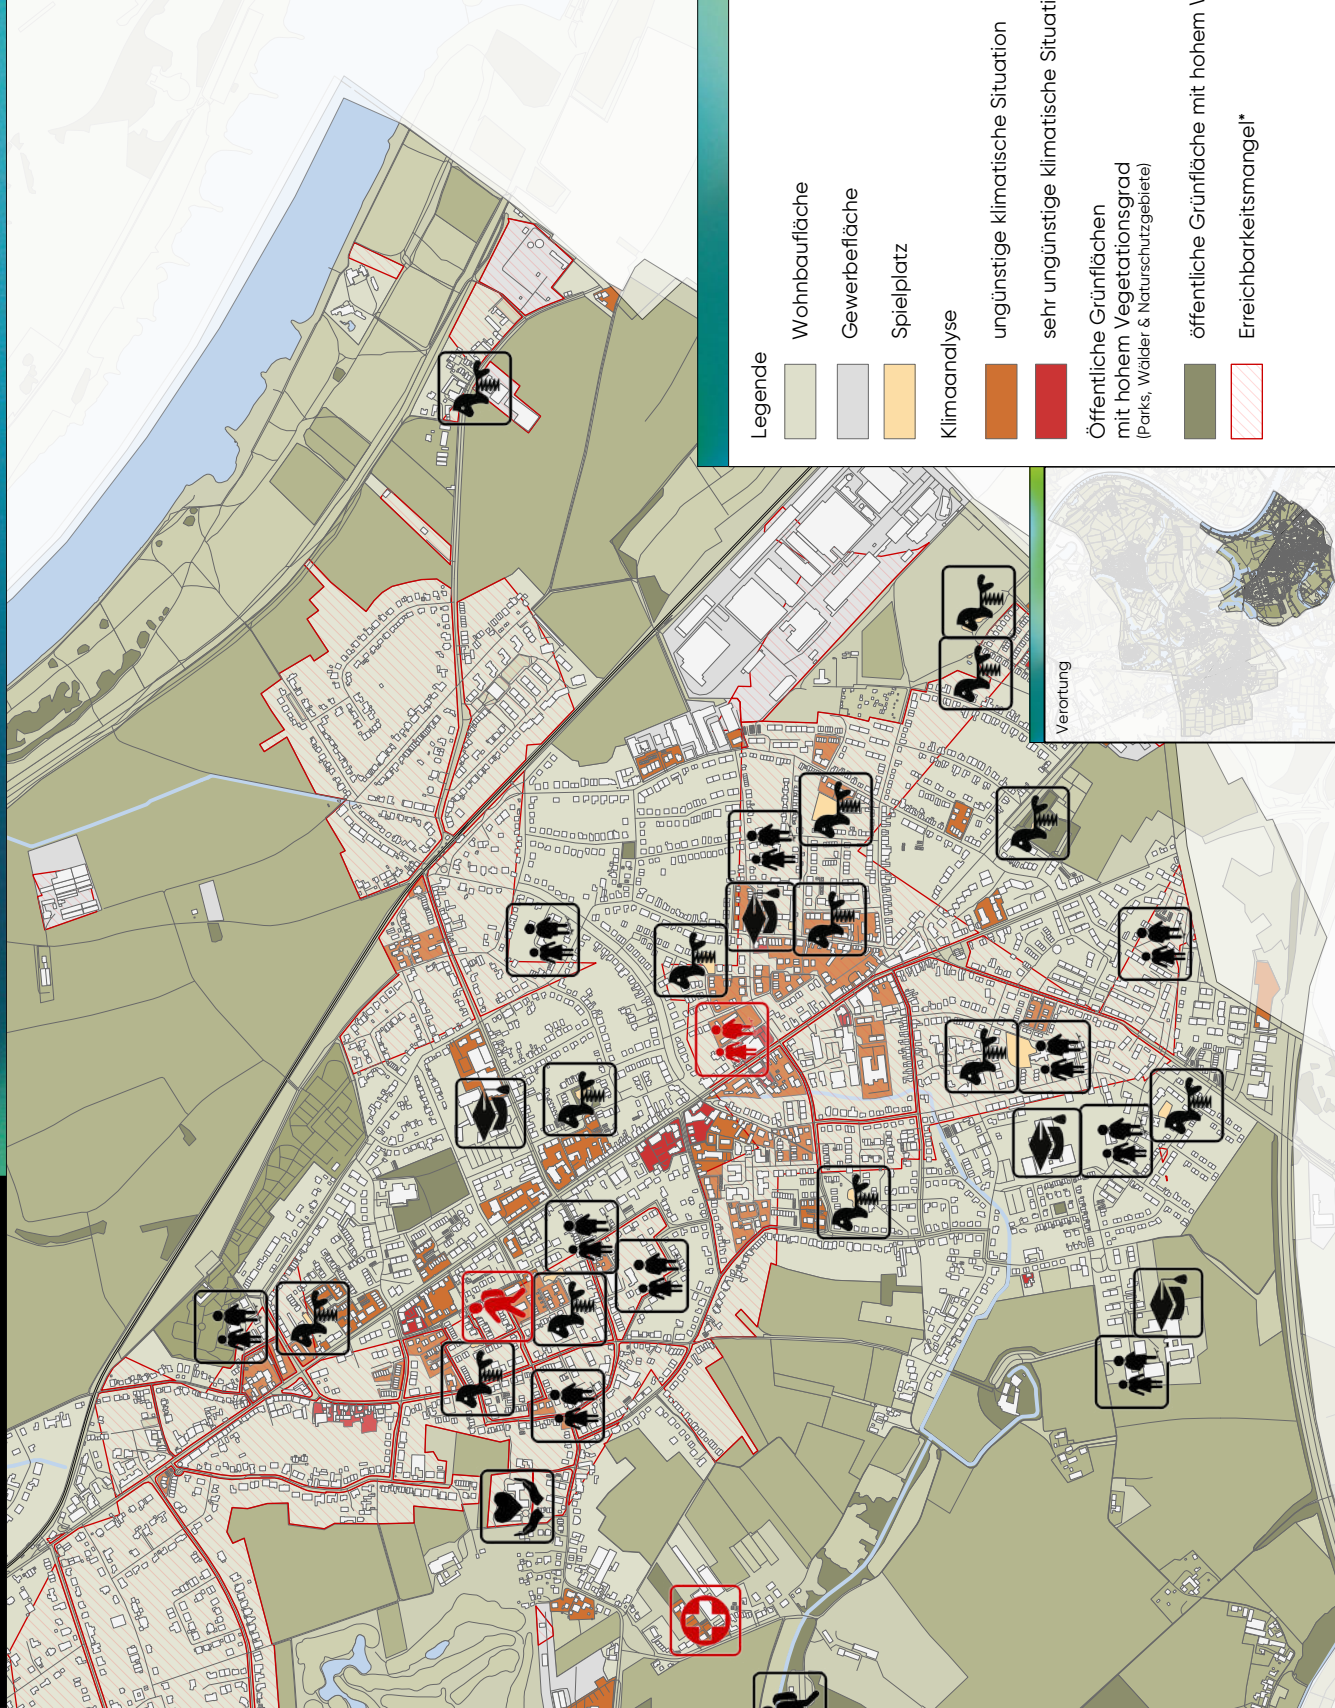 Legende
Wohnbaufläche
Gewerbefläche
Spielplatz
Klimaanalyse
ungünstige klimatische Situation
sehr ungünstige klimatische
Öffentliche Grünflächen
mit hohem Vegetationsgrad
(Parks, Wälder & Naturschutzgebiete)
öffentliche Grünfläche mit hohem
Erreichbarkeitsmangel*
Verortung